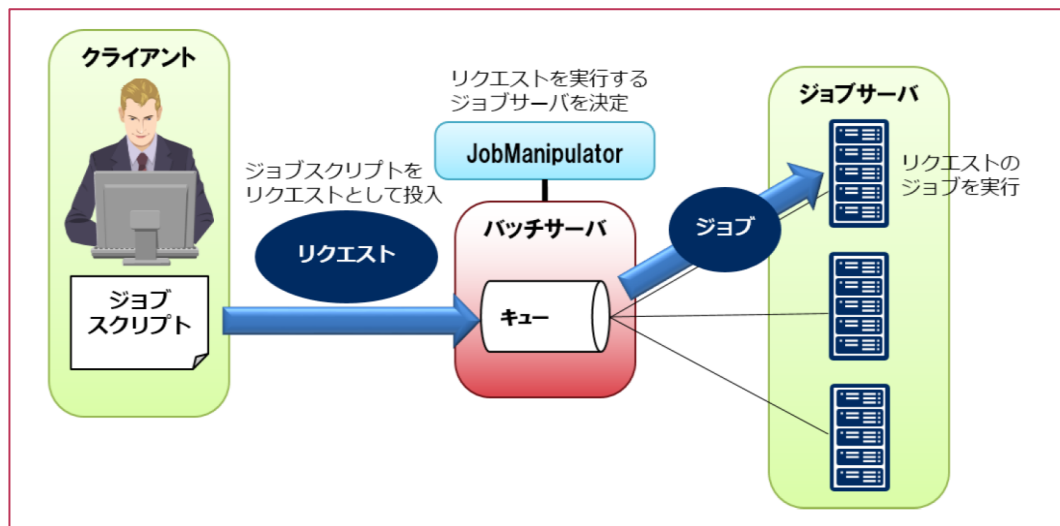 クライアント
ジョブ
スクリプト
ジョブスクリプトを
リクエストとして投入
リクエスト
リクエストを実行する
ジョブサーバを決定
JobManipulator
バッチサーバ
キュー
ジョブ
ジョブサーバ
リクエストの
ジョブを実行